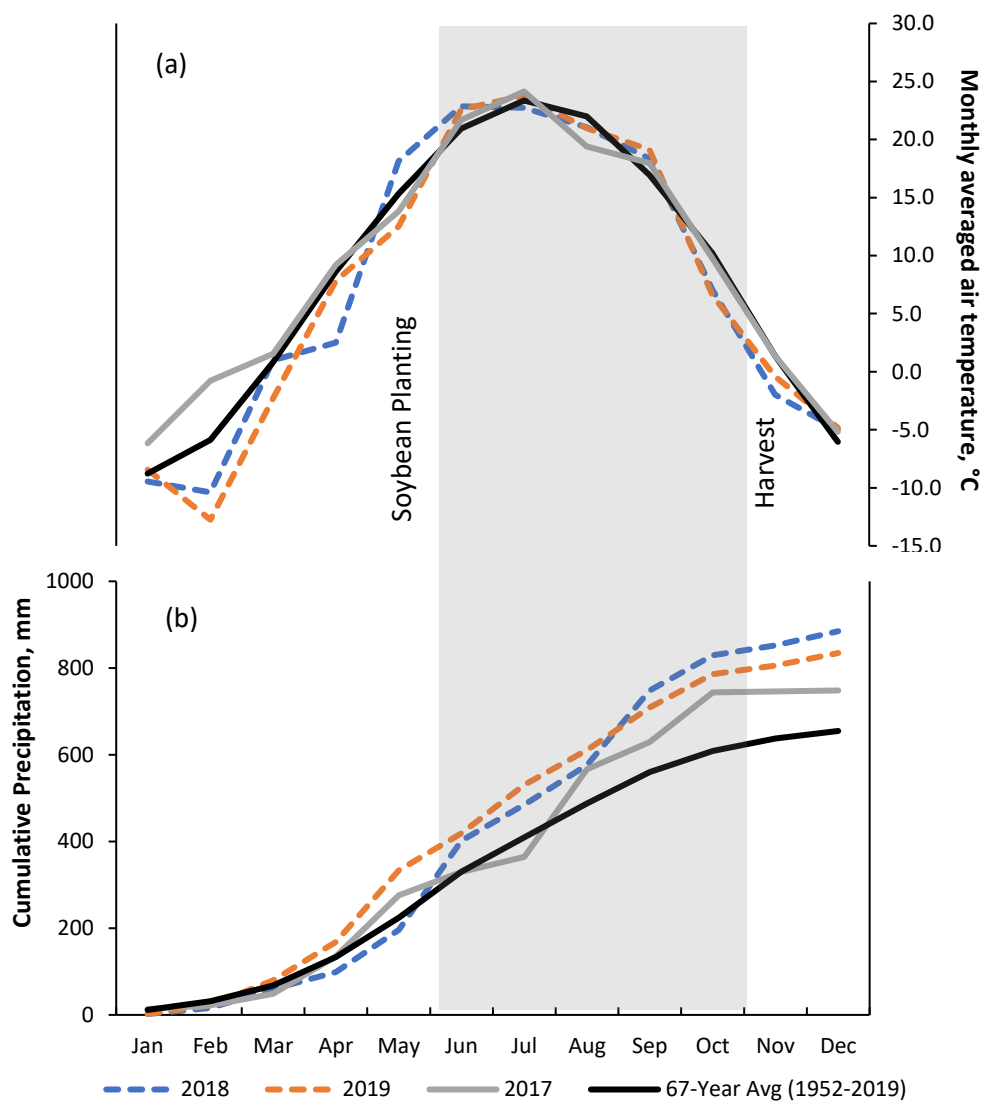 (a)
30.0
25.0
20.0
15.0
10.0
5.0
0.0
-5.0
-10.0
-15.0
Monthly averaged air temperature, °C
Soybean Planting
Harvest
(b)
1000
800
600
400
200
0
Cumulative Precipitation, mm
Jan Feb Mar Apr May Jun Jul Aug Sep Oct Nov Dec
2018 2019 2017 67-Year Avg (1952-2019)